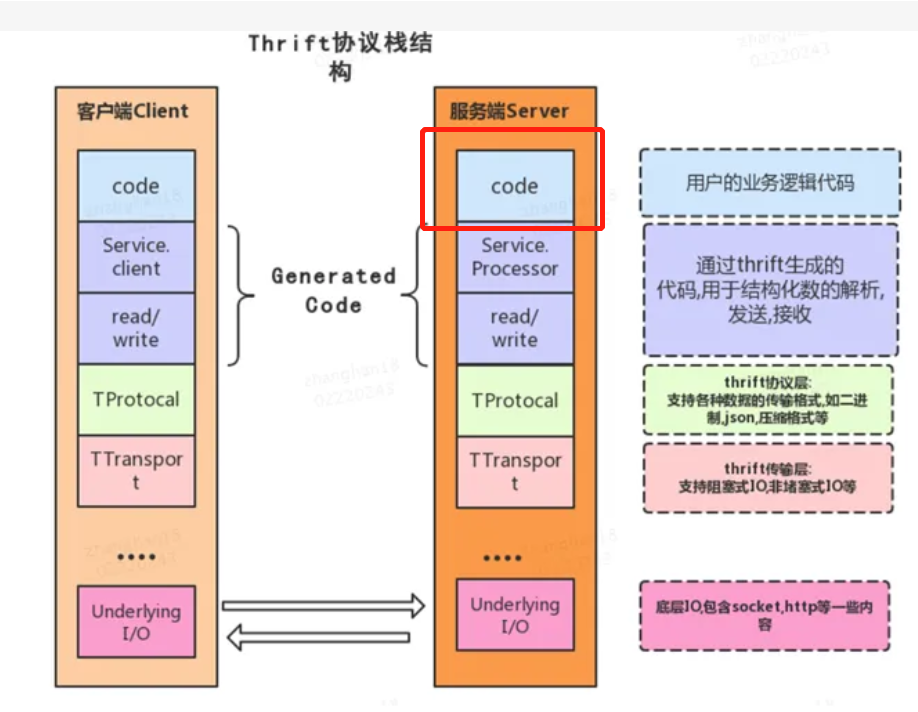 Thrift协议栈结
构
客户端Client
code
Service.
client
read/
write
TProtocal
TTranspor
t
....
Underlying
I/O
Generated
Code
服务端Server
code
Service.
Processor
read/
write
TProtocal
TTranspor
t
....
Underlying
I/O
用户的业务逻辑代码
通过thrift生成的
代码,用于结构化数的解析,
发送,接收
thrift协议层:
支持各种数据的传输格式,如二进
制,json,压缩格式等
thrift传输层:
支持阻塞式IO,非堵塞式IO等
底层IO,包含socket,http等一些内
容